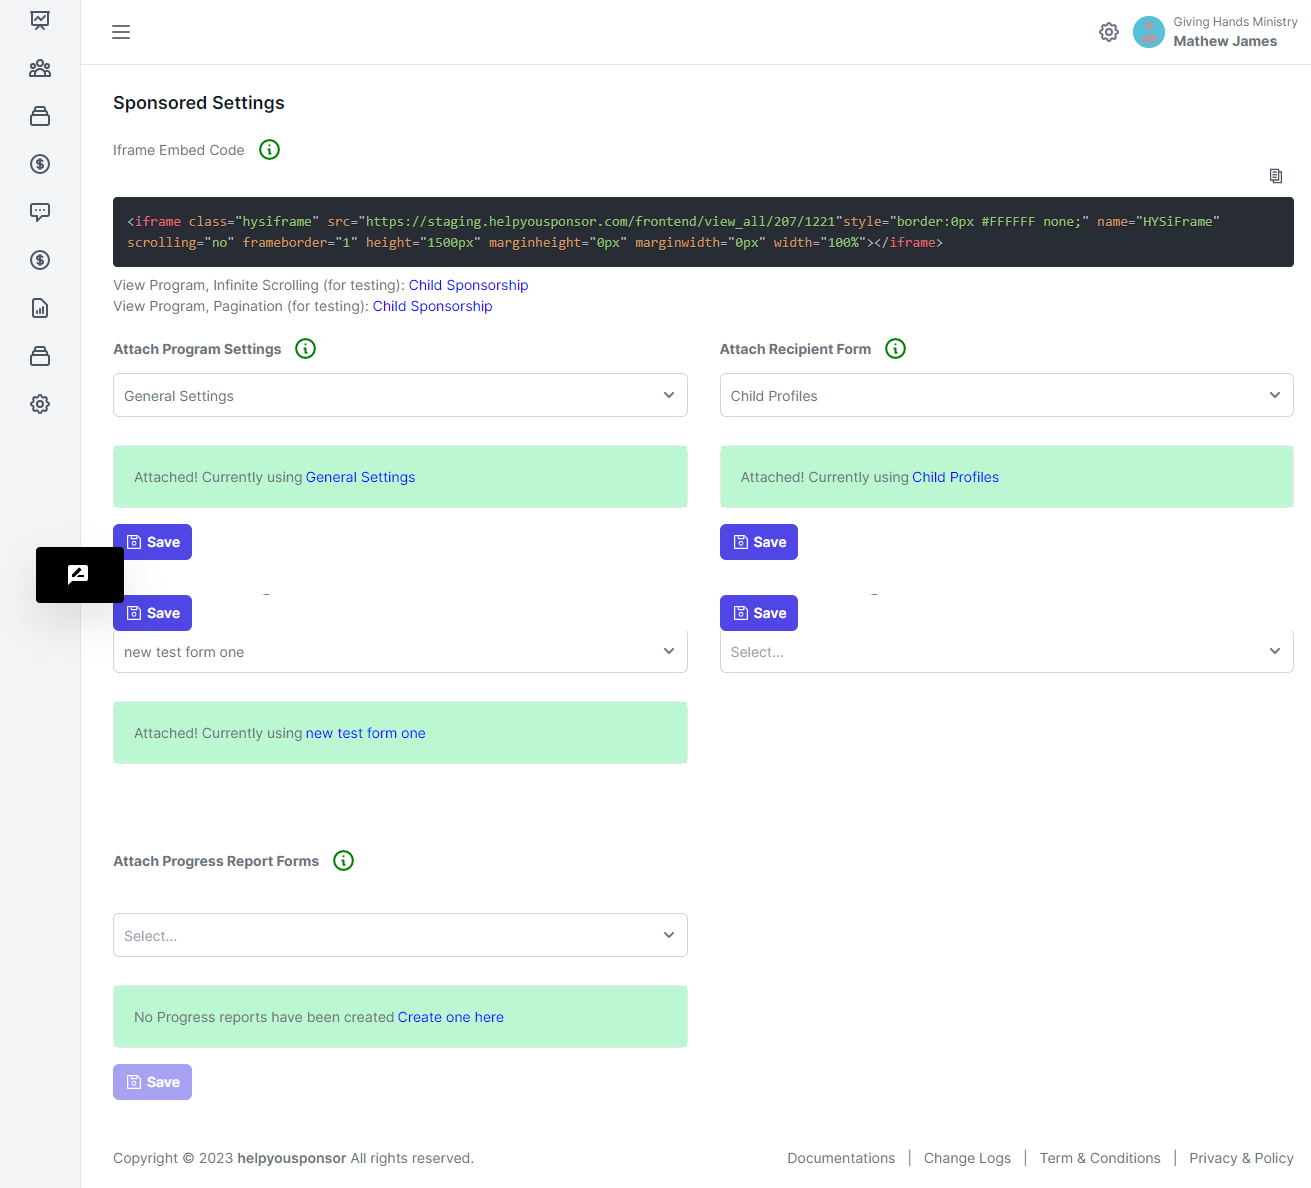 Giving Hands Ministry
Mathew James
Sponsored Settings
Iframe Embed Code
<iframe class="hysiframe" src="https://staging.helpyousponsor.com/frontend/view_all/207/1221"style="border:0px #FFFFFF none;" name="HYSiFrame"
scrolling="no" frameborder="1" height="1500px" marginheight="0px" marginwidth="0px" width="100%"></iframe>
View Program, Infinite Scrolling (for testing): Child Sponsorship
View Program, Pagination (for testing): Child Sponsorship
Attach Program Settings
Attach Recipient Form
General Settings
Child Profiles
Attached! Currently using General Settings
Attached! Currently using Child Profiles
Save
Save
Save
Save
new test form one
Select...
Attached! Currently using new test form one
Attach Progress Report Forms
Select...
No Progress reports have been created Create one here
Save
Copyright © 2023 helpyousponsor All rights reserved.
Documentations | Change Logs | Term & Conditions | Privacy & Policy